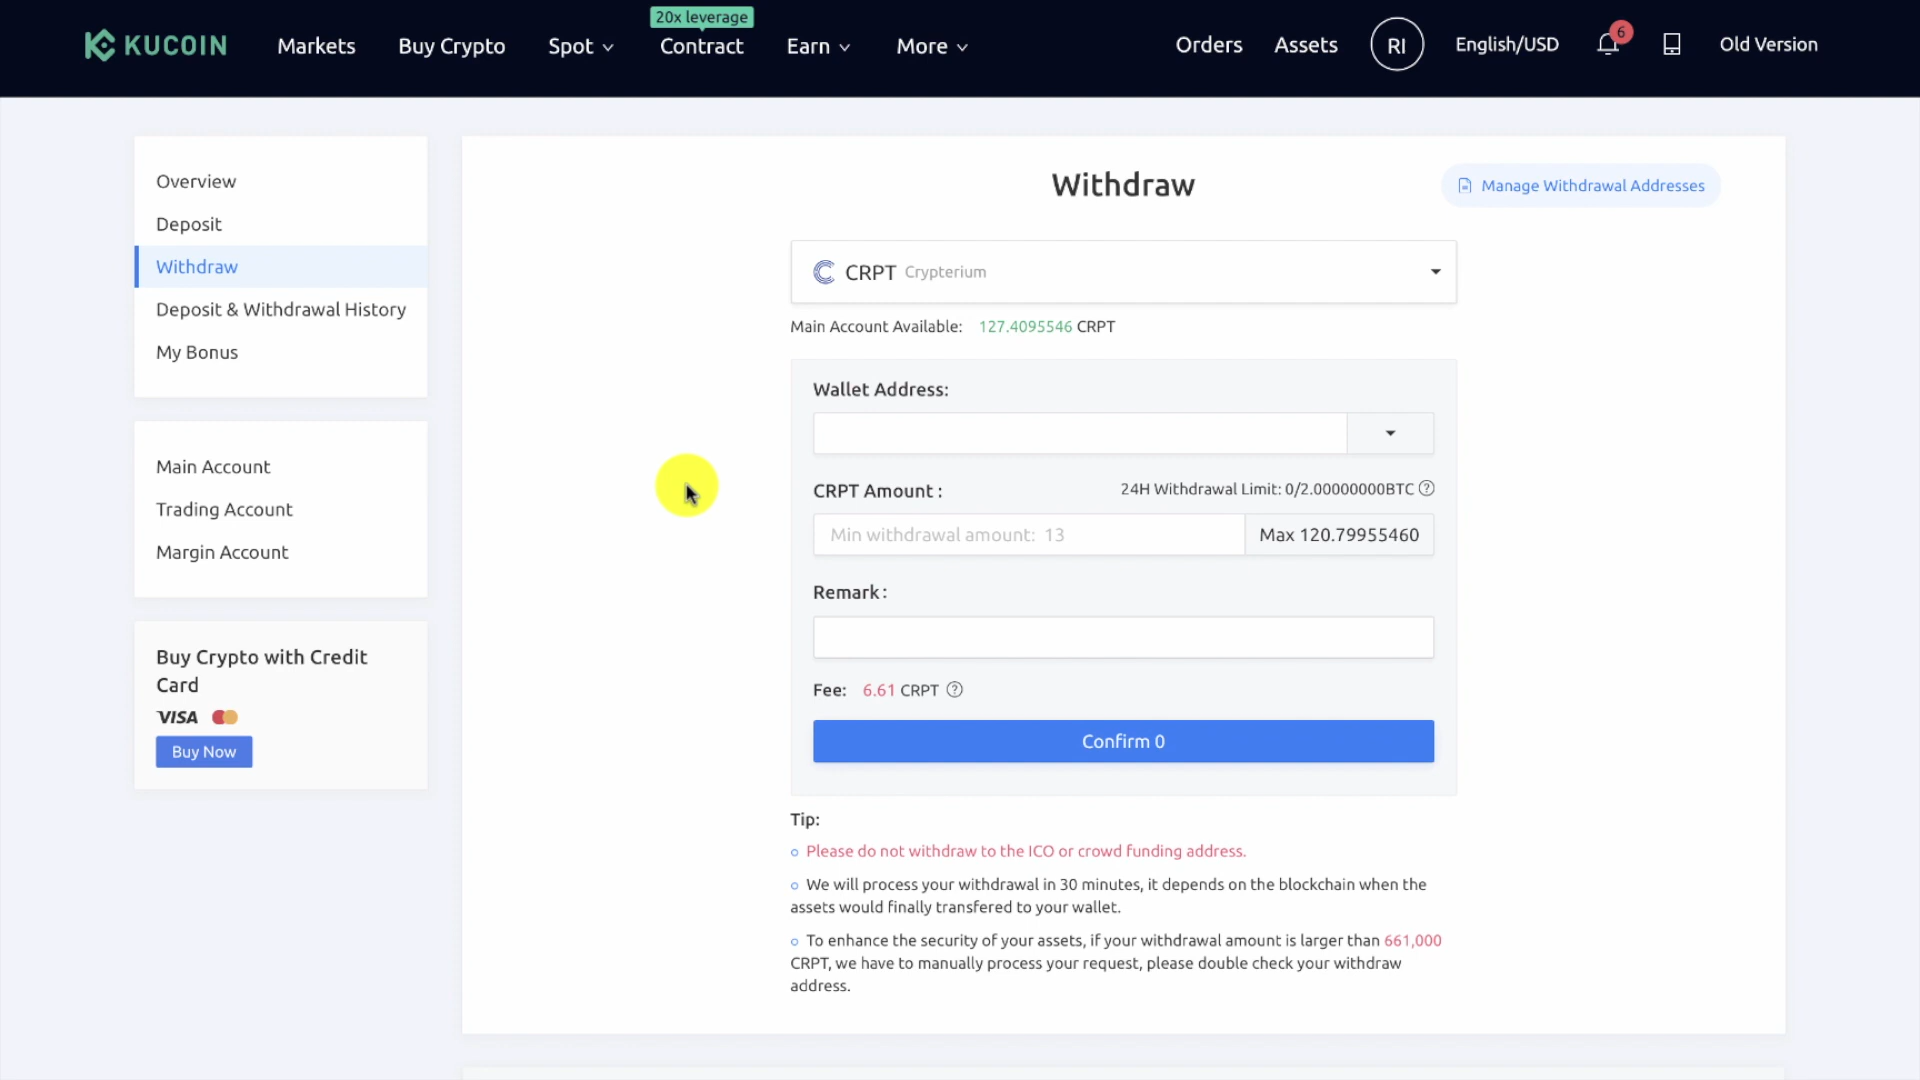 20x leverage
KUCOIN Markets Buy Crypto Spot Contract Earn More Orders Assets RI English/USD 6 Old Version
Overview
Deposit
Withdraw
Deposit & Withdrawal History
My Bonus
Main Account
Trading Account
Margin Account
Buy Crypto with Credit
Card
VISA
Buy Now
Withdraw
Manage Withdrawal Addresses
CRPT Crypterium
Main Account Available: 127.4095546 CRPT
Wallet Address:
CRPT Amount : 24H Withdrawal Limit: 0/2.00000000BTC ?
Min withdrawal amount: 13 Max 120.79955460
Remark :
Fee: 6.61 CRPT ?
Confirm 0
Tip:
Please do not withdraw to the ICO or crowd funding address.
We will process your withdrawal in 30 minutes, it depends on the blockchain when the
assets would finally transfered to your wallet.
To enhance the security of your assets, if your withdrawal amount is larger than 661,000
CRPT, we have to manually process your request, please double check your withdraw
address.